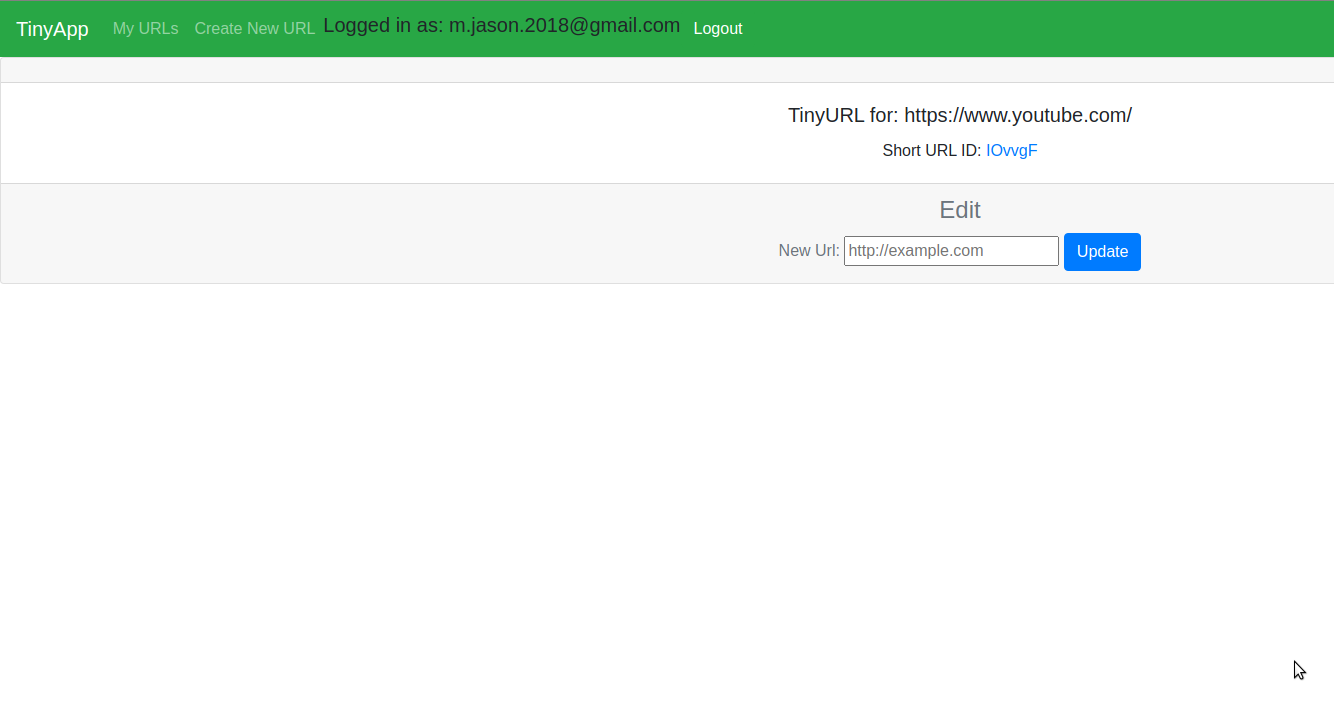 TinyApp My URLs Create New URL Logged in as: m.jason.2018@gmail.com Logout
TinyURL for: https://www.youtube.com/
Short URL ID: IOvvgF
Edit
New Url: http://example.com Update